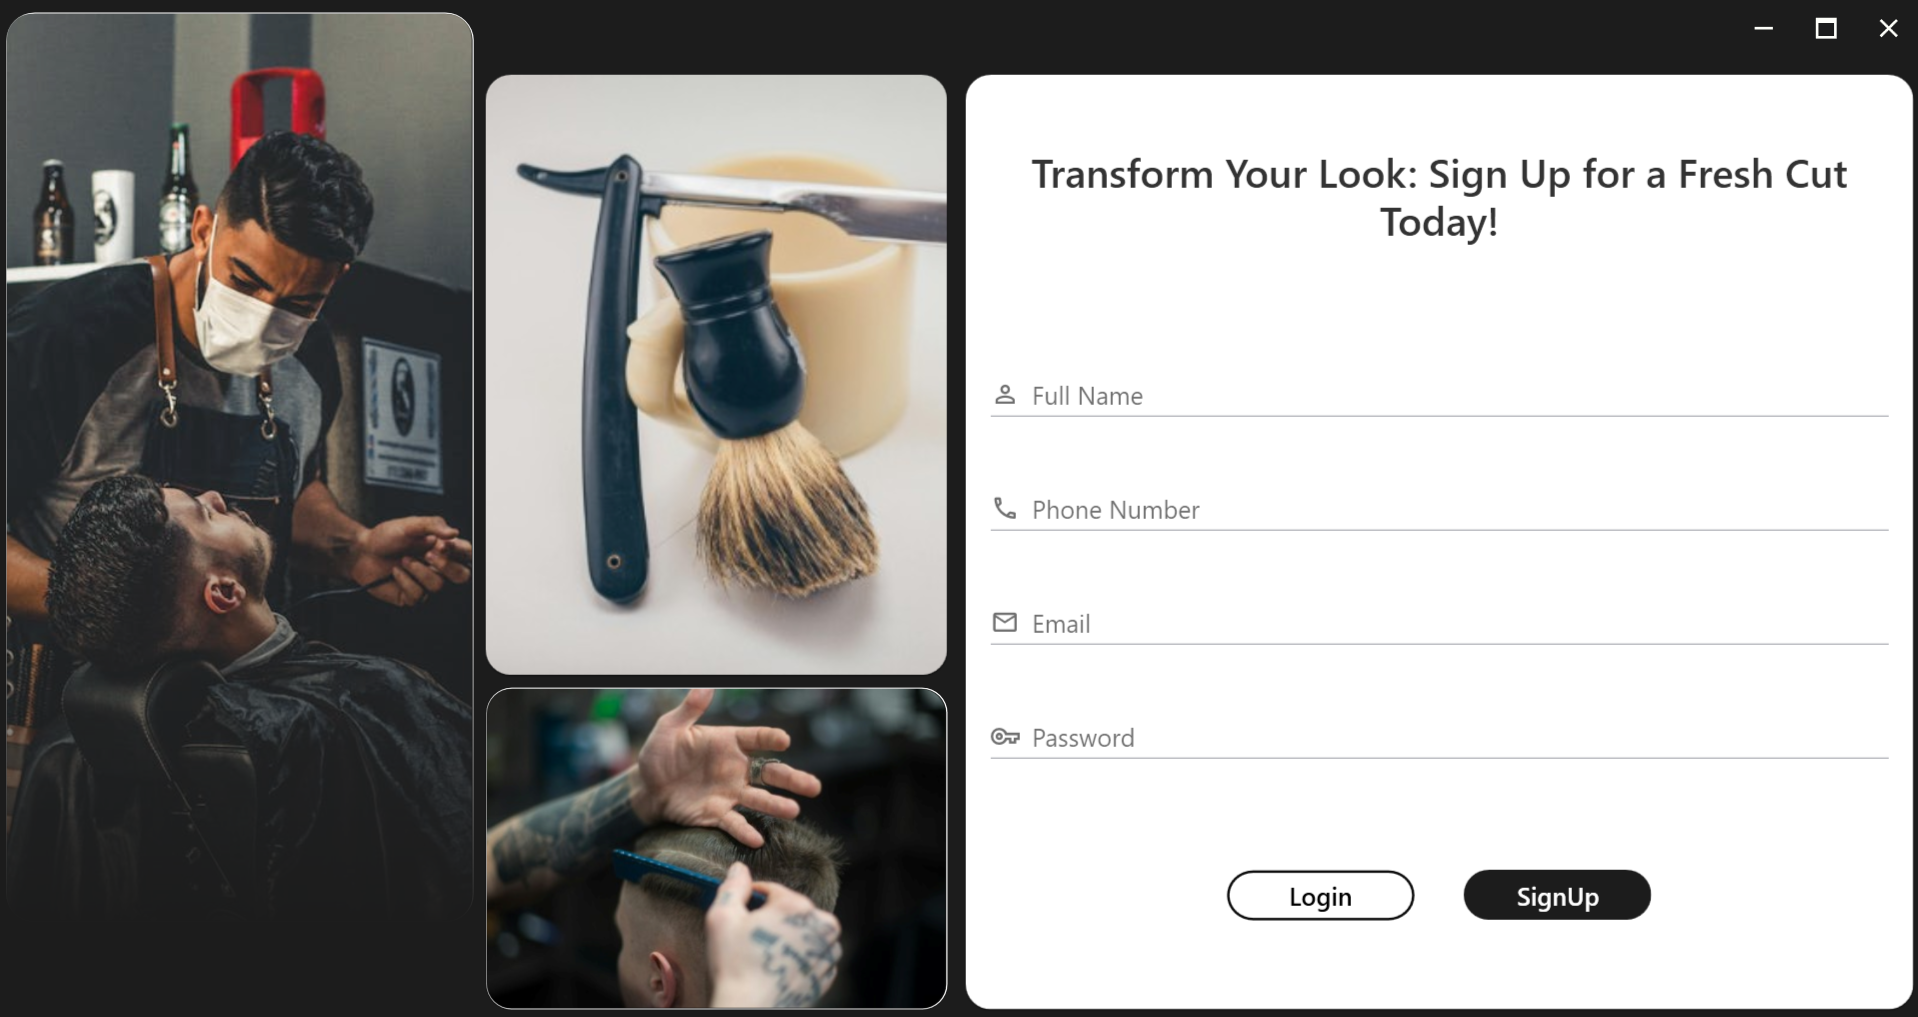 Transform Your Look: Sign Up for a Fresh Cut
Today!
Full Name
Phone Number
Email
Password
Login
SignUp